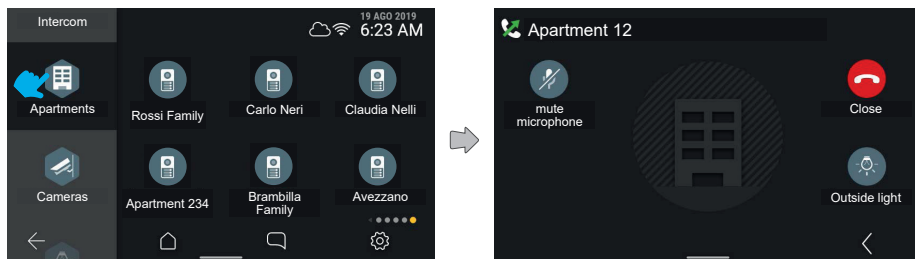 Intercom
19 AGO 2019
6:23 AM
Apartments
Rossi Family
Carlo Neri
Claudia Nelli
Cameras
Apartment 234
Brambilla
Family
Avezzano
Apartment 12
mute
microphone
Close
Outside light